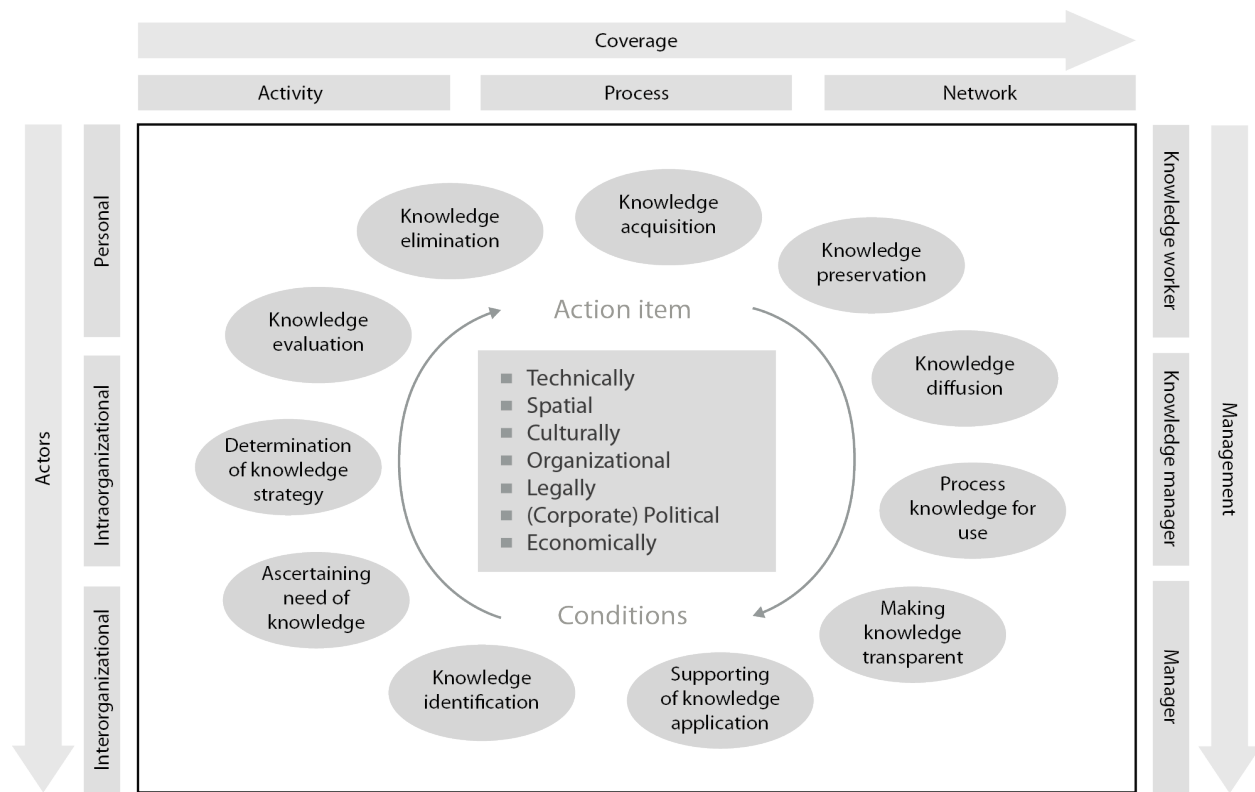 Coverage
Activity
Process
Network
Actors
Personal
Intraorganizational
Interorganizational
Knowledge
elimination
Knowledge
acquisition
Knowledge
preservation
Knowledge
evaluation
Action item
Knowledge
diffusion
Technically
Spatial
Culturally
Organizational
Legally
(Corporate) Political
Economically
Determination
of knowledge
strategy
Process
knowledge for
use
Ascertaining
need of
knowledge
Conditions
Making
knowledge
transparent
Knowledge
identification
Supporting
of knowledge
application
Knowledge worker
Knowledge manager
Manager
Management